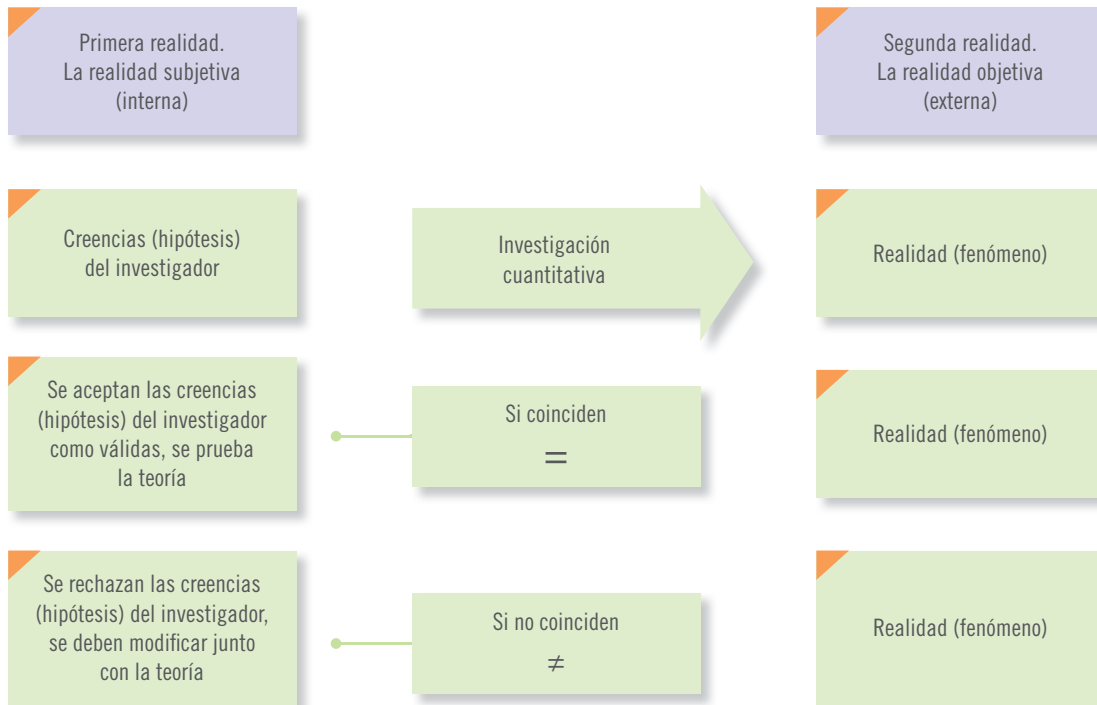 Primera realidad.
La realidad subjetiva
(interna)
Segunda realidad.
La realidad objetiva
(externa)
Creencias (hipótesis)
del investigador
Investigación
cuantitativa
Realidad (fenómeno)
Se aceptan las creencias
(hipótesis) del investigador
como válidas, se prueba
la teoría
Si coinciden
=
Realidad (fenómeno)
Se rechazan las creencias
(hipótesis) del investigador,
se deben modificar junto
con la teoría
Si no coinciden
≠
Realidad (fenómeno)